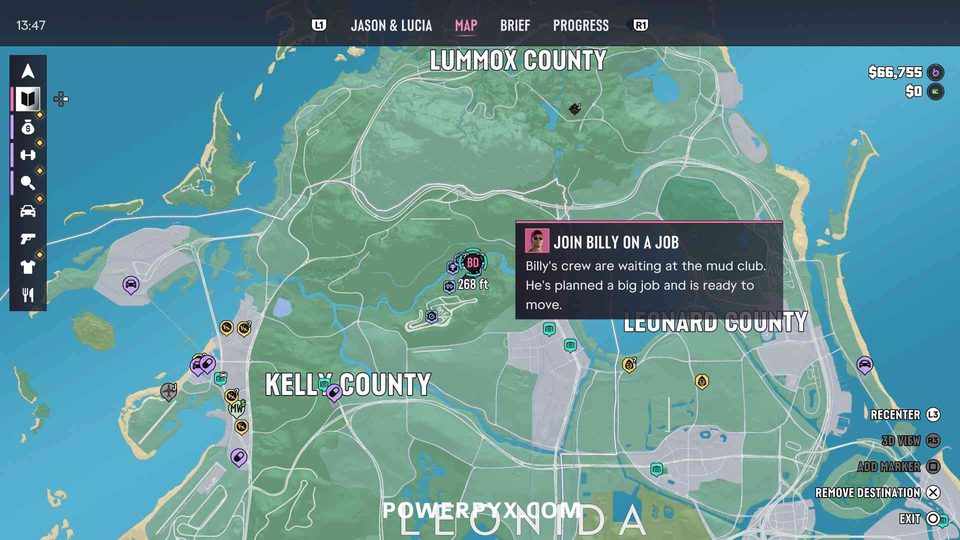 13:47
L1 JASON & LUCIA MAP BRIEF PROGRESS R1
LUMMOX COUNTY
$66,755
$0
BD
268 ft
JOIN BILLY ON A JOB
Billy's crew are waiting at the mud club.
He's planned a big job and is ready to
move.
LEONARD COUNTY
KELLY COUNTY
MW
RECENTER L3
3D VIEW R3
ADD MARKER
REMOVE DESTINATION
EXIT
POWERPYX.COM
LEONIDA